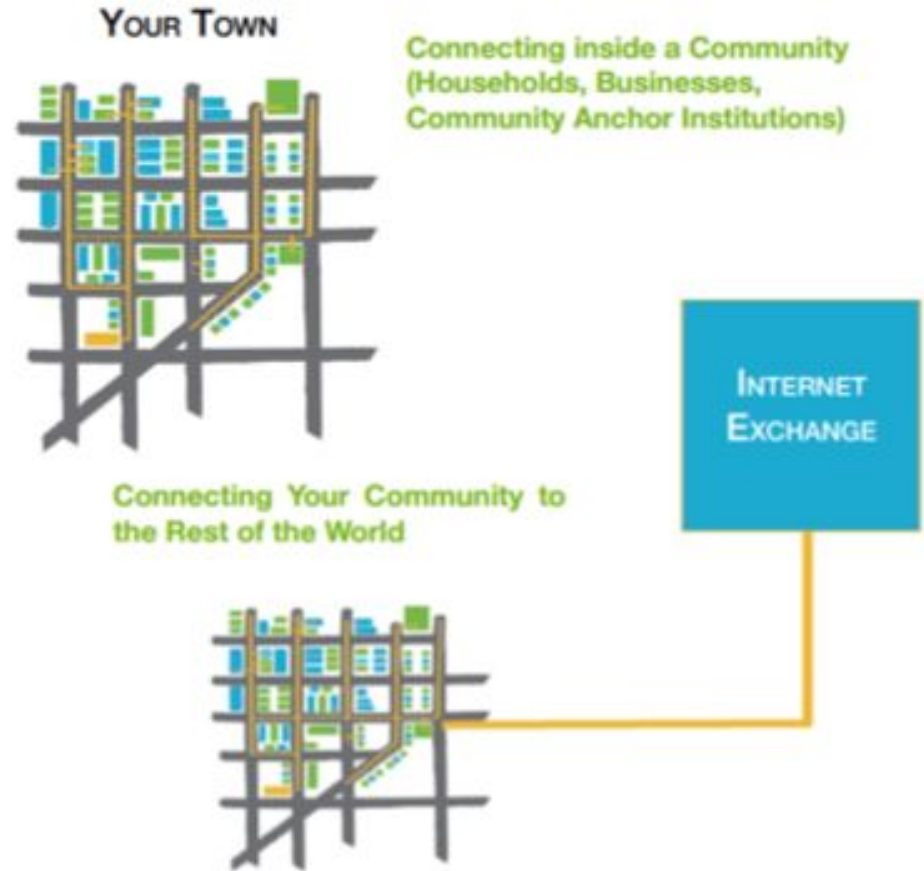 YOUR TOWN
Connecting inside a Community
(Households, Businesses,
Community Anchor Institutions)
INTERNET
EXCHANGE
Connecting Your Community to
the Rest of the World